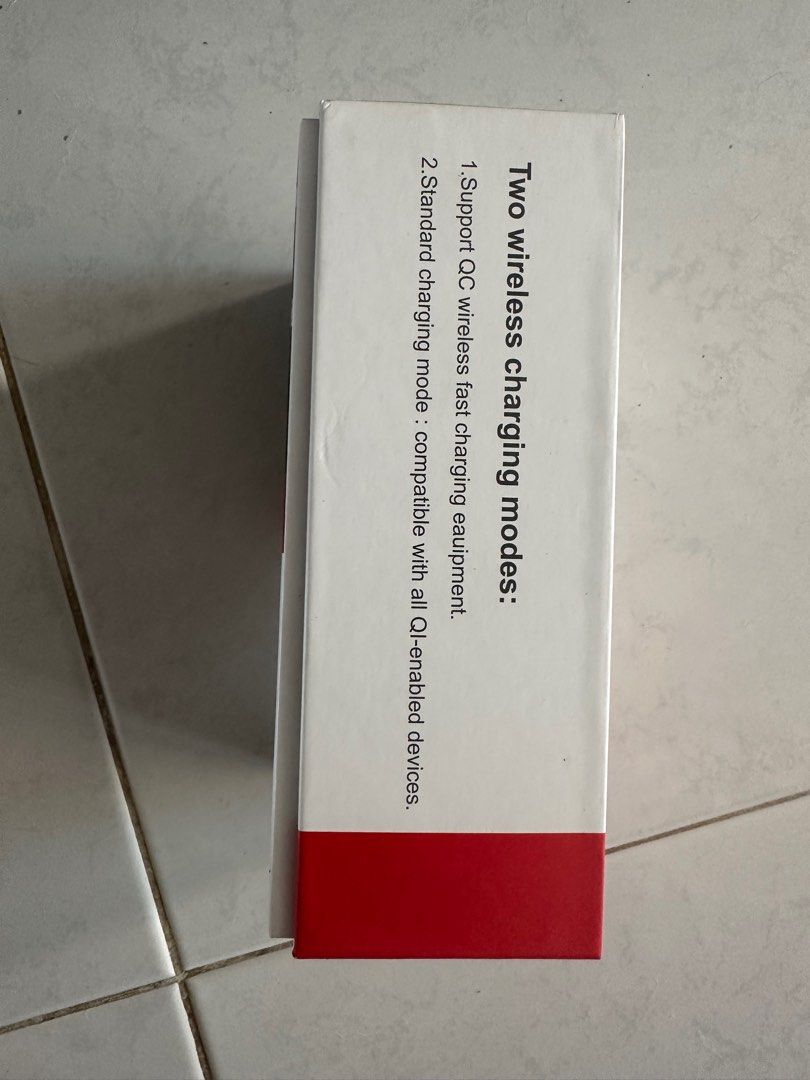 Two wireless charging modes:
1.Support QC wireless fast charging eauipment.
2.Standard charging mode : compatible with all QI-enabled devices.